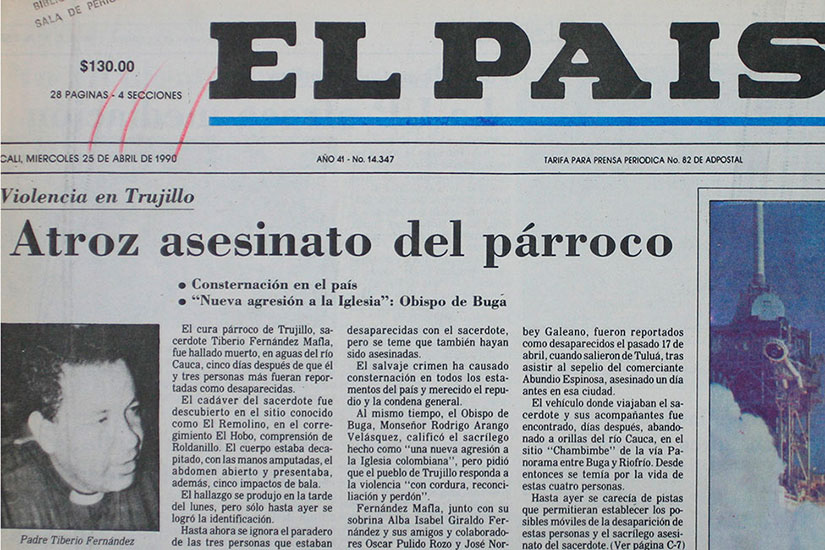 SALA DE
$130.00
28 PAGINAS - 4 SECCIONES
EL PAIS
CALI, MIERCOLES 25 DE ABRIL DE 1990
AÑO 41 - No. 14.347
TARIFA PARA PRENSA PERIODICA No. 82 DE ADPOSTAL
Violencia en Trujillo
Atroz asesinato del párroco
• Consternación en el país
• “Nueva agresión a la Iglesia”: Obispo de Buga
Padre Tiberio Fernández
El cura párroco de Trujillo, sa-
cerdote Tiberio Fernández Mafla,
fue hallado muerto, en aguas del río
Cauca, cinco días después de que él
y tres personas más fueran repor-
tadas como desaparecidas.
El cadáver del sacerdote fue
descubierto en el sitio conocido
como El Remolino, en el corre-
gimiento El Hobo, comprensión de
Roldanillo. El cuerpo estaba deca-
pitado, con las manos amputadas, el
abdomen abierto y presentaba,
además, cinco impactos de bala.
El hallazgo se produjo en la tarde
del lunes, pero sólo hasta ayer se
logró la identificación.
Hasta ahora se ignora el paradero
de las tres personas que estaban
desaparecidas con el sacerdote,
pero se teme que también hayan
sido asesinadas.
El salvaje crimen ha causado
consternación en todos los esta-
mentos del país y merecido el repu-
dio y la condena general.
Al mismo tiempo, el Obispo de
Buga, Monseñor Rodrigo Arango
Velásquez, calificó el sacrílego
hecho como “una nueva agresión a
la Iglesia colombiana”, pero pidió
que el pueblo de Trujillo responda a
la violencia “con cordura, reconci-
liación y perdón”.
Fernández Mafla, junto con su
sobrina Alba Isabel Giraldo Fer-
nández y sus amigos y colaborado-
res Oscar Pulido Rozo y José Nor-
bey Galeano, fueron reportados
como desaparecidos el pasado 17 de
abril, cuando salieron de Tuluá, tras
asistir al sepelio del comerciante
Abundio Espinosa, asesinado un día
antes en esa ciudad.
El vehículo donde viajaban el sa-
cerdote y sus acompañantes fue
encontrado, días después, abando-
nado a orillas del río Cauca, en el
sitio “Chambimbe” de la vía Pa-
norama entre Buga y Riofrío. Desde
entonces se temía por la vida de
estas cuatro personas.
Hasta ayer se carecía de pistas
que permitieran establecer los po-
sibles móviles de la desaparición de
estas personas y el sacrílego asesi-
nato del sacerdote. (Ver página C-7)